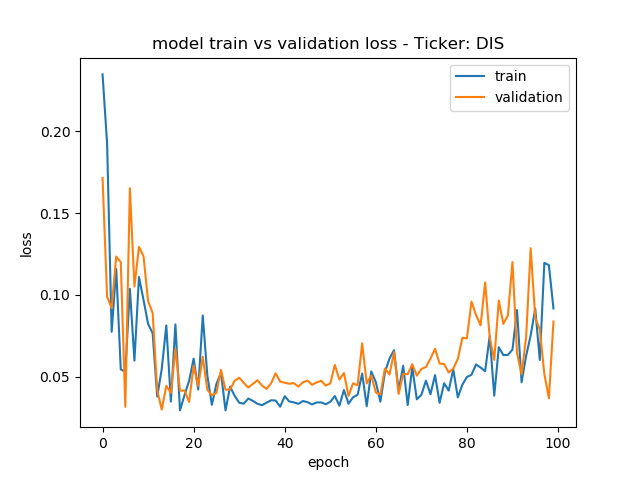 model train vs validation loss - Ticker: DIS
train
validation
loss
0.20
0.15
0.10
0.05
0 20 40 60 80 100
epoch